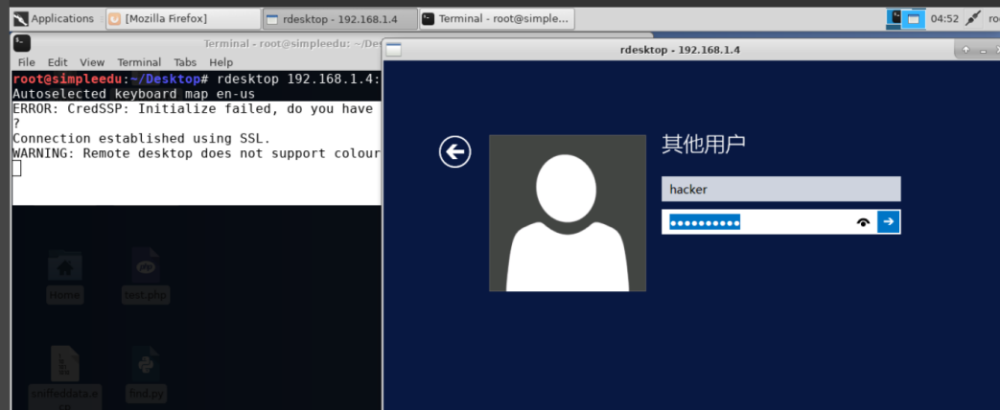 Applications
[Mozilla Firefox]
rdesktop - 192.168.1.4
Terminal - root@simple...
04:52
Terminal - root@simpleedu: ~/Des
rdesktop - 192.168.1.4
File Edit View Terminal Tabs Help
root@simpleedu:~/Desktop# rdesktop 192.168.1.4:
Autoselected keyboard map en-us
ERROR: CredSSP: Initialize failed, do you have
?
Connection established using SSL.
WARNING: Remote desktop does not support colour
其他用户
hacker
Home
test.php
sniffeddata.e
find.py